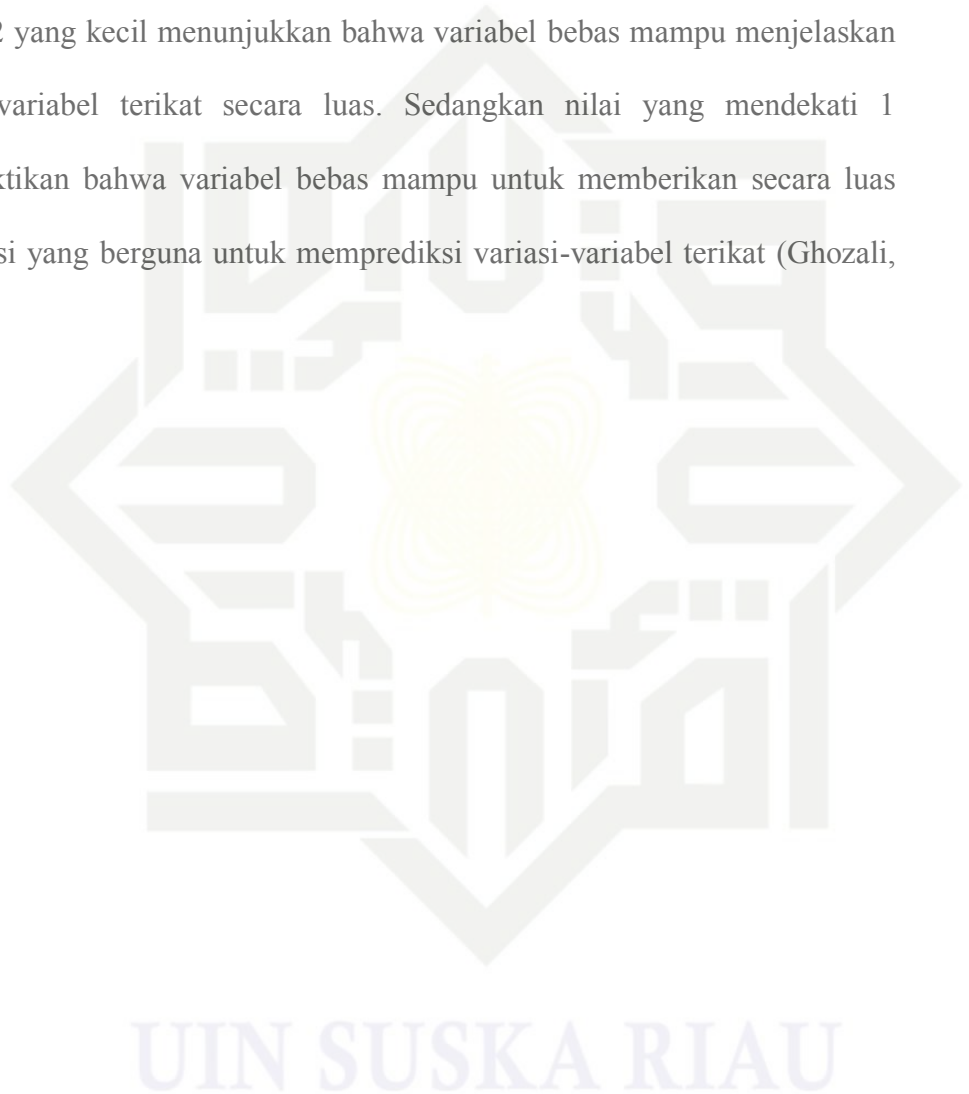 2 yang kecil menunjukkan bahwa variabel bebas mampu menjelaskan
variabel terikat secara luas. Sedangkan nilai yang mendekati 1
ktikan bahwa variabel bebas mampu untuk memberikan secara luas
si yang berguna untuk memprediksi variasi-variabel terikat (Ghozali,
UIN SUSKA RIAU